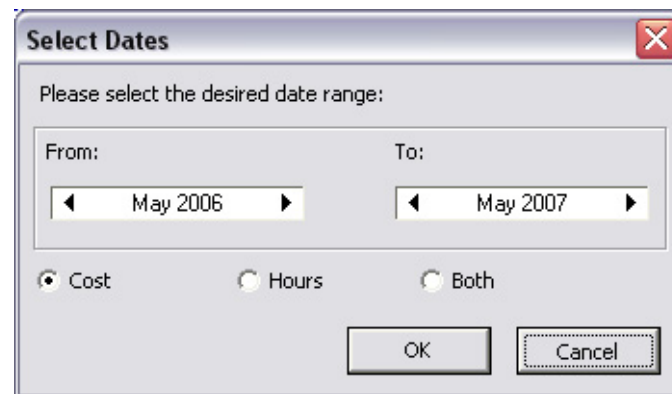 Select Dates
Please select the desired date range:
From: To:
May 2006 May 2007
Cost Hours Both
OK Cancel